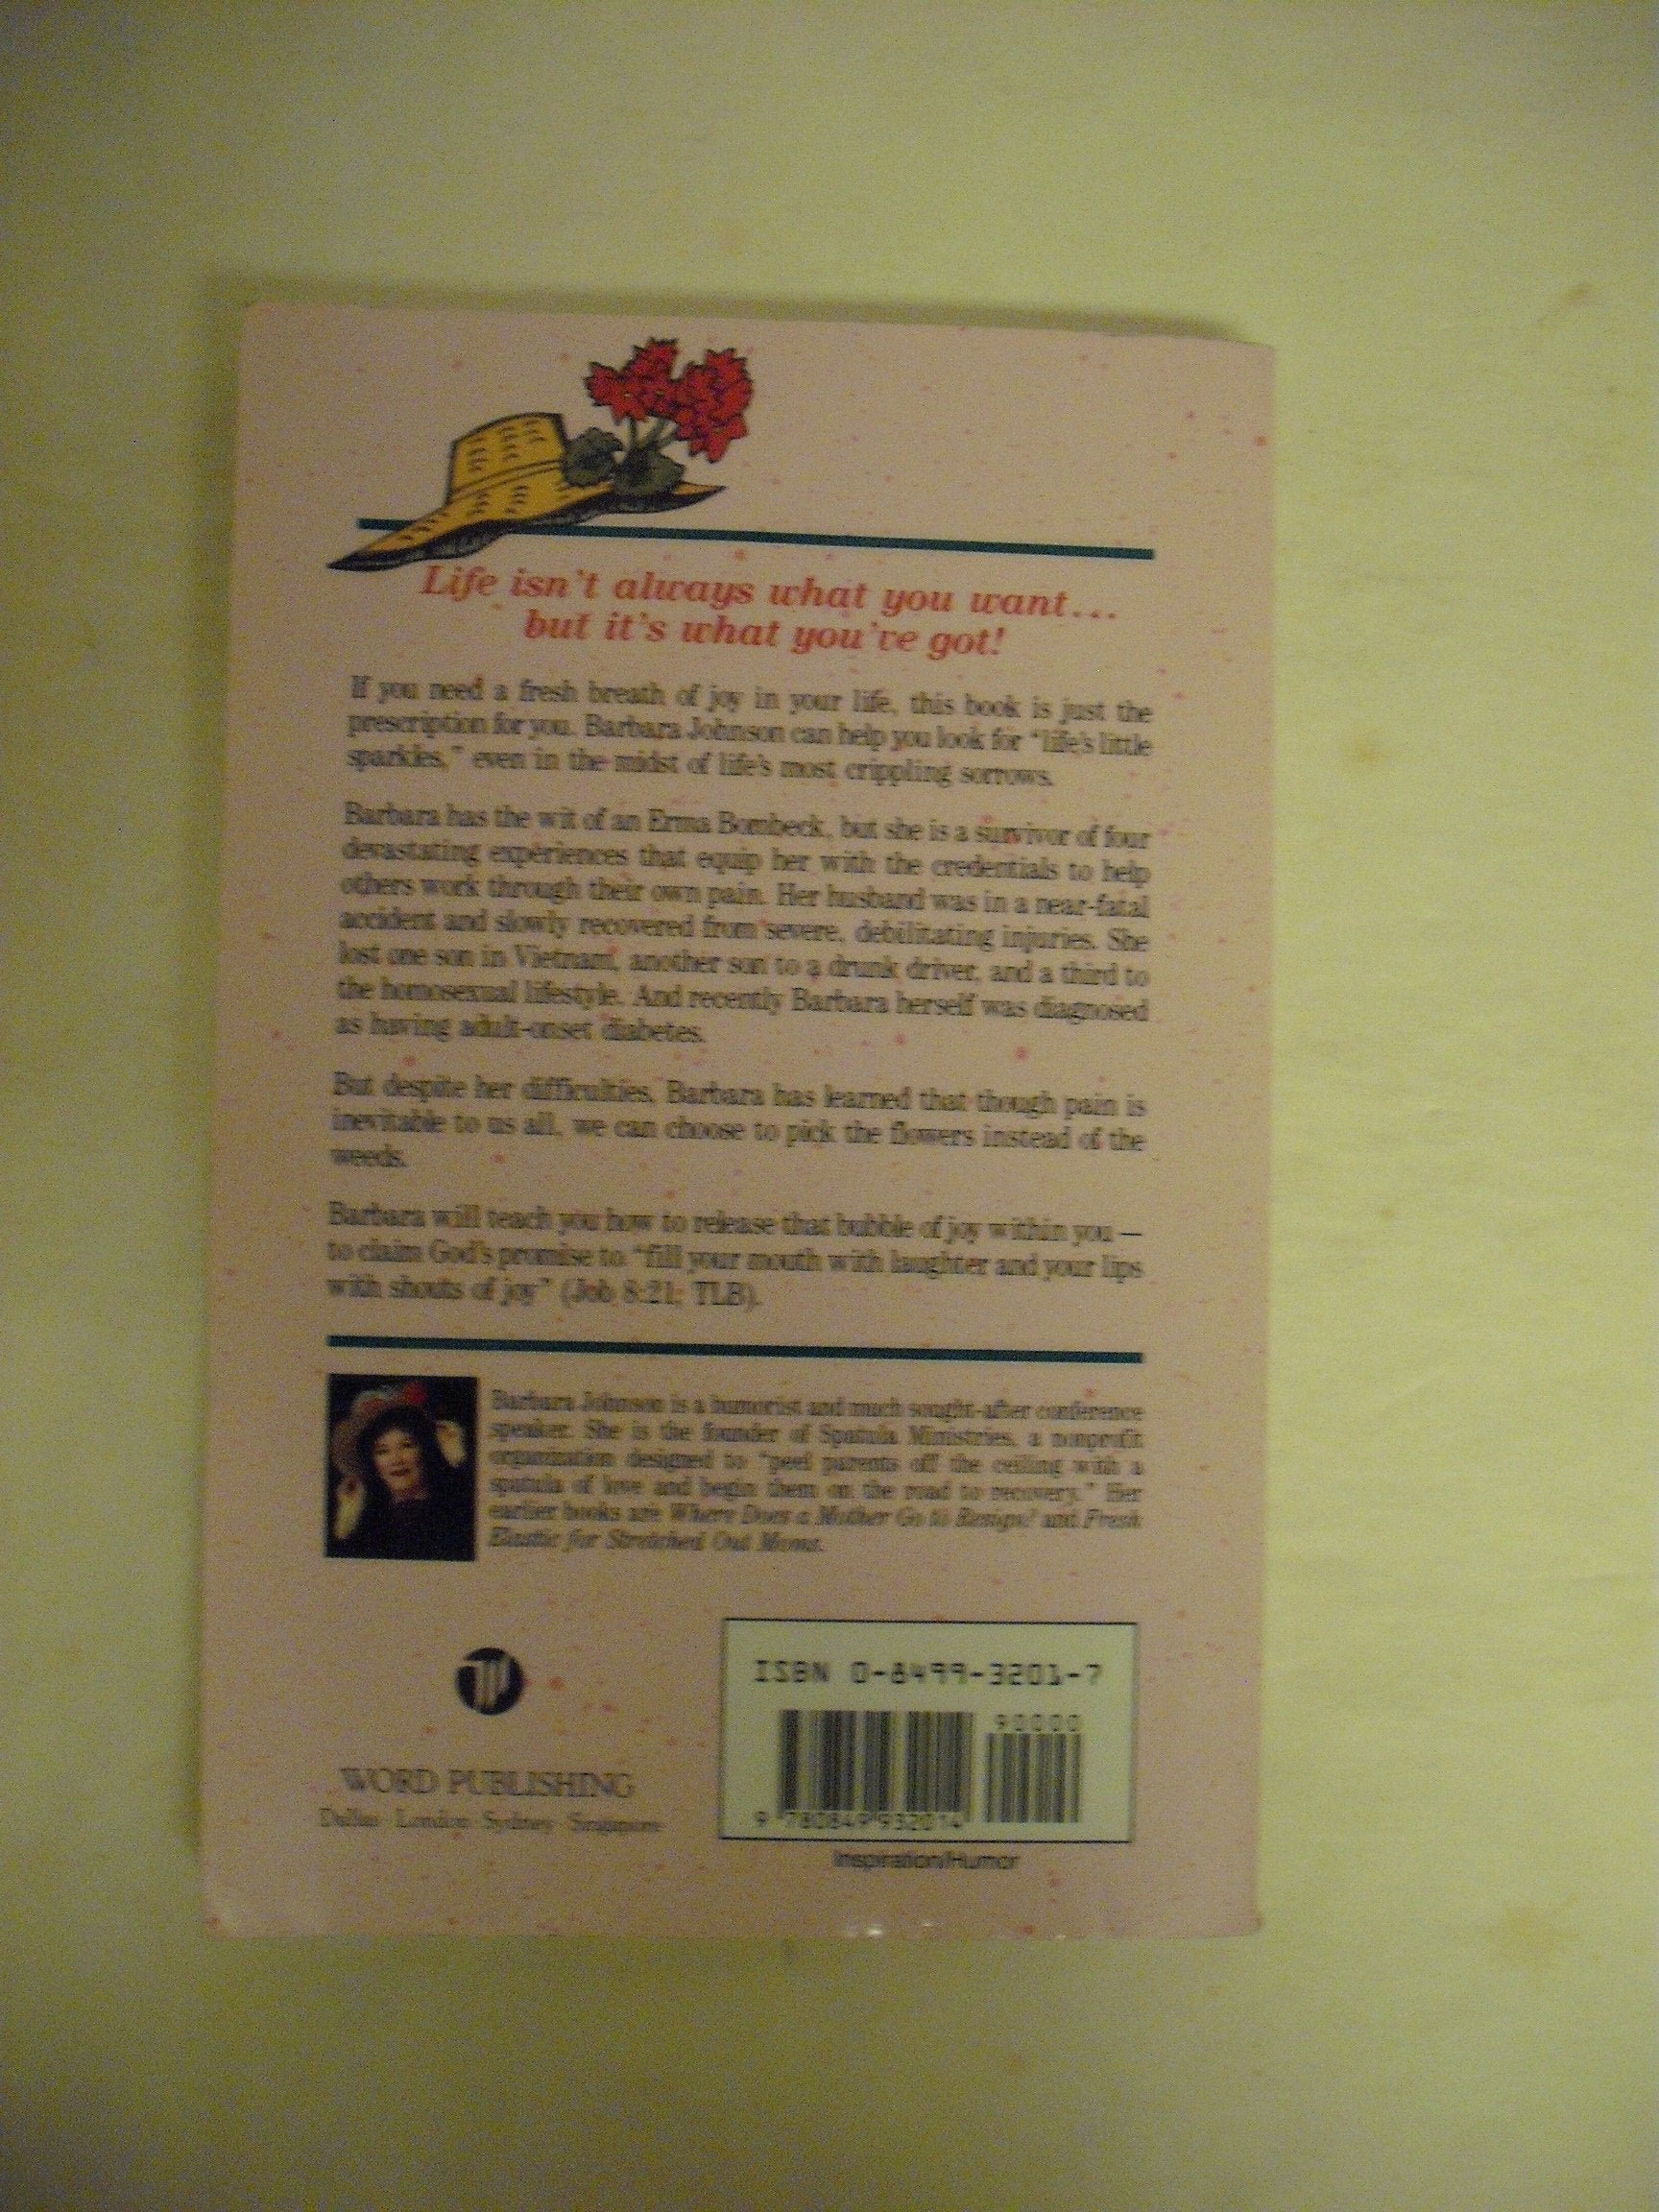 Life isn't always what you want...
but it's what you've got!
If you need a fresh breath of joy in your life, this book is just the
prescription for you. Barbara Johnson can help you look for "life's little
sparkles," even in the midst of life's most crippling sorrows.
Barbara has the wit of an Erma Bombeck, but she is a survivor of four
devastating experiences that equip her with the credentials to help
others work through their own pain. Her husband was in a near-fatal
accident and slowly recovered from severe, debilitating injuries. She
lost one son in Vietnam, another son to a drunk driver, and a third to
the homosexual lifestyle. And recently Barbara herself was diagnosed
as having adult-onset diabetes.
But despite her difficulties, Barbara has learned that though pain is
inevitable to us all, we can choose to pick the flowers instead of the
weeds.
Barbara will teach you how to release that bubble of joy within you —
to claim God's promise to "fill your mouth with laughter and your lips
with shouts of joy" (Job 8:21; TLB).
Barbara Johnson is a humorist and much sought-after conference
speaker. She is the founder of Spatula Ministries, a nonprofit
organization designed to "peel parents off the ceiling with a
spatula of love and begin them on the road to recovery." Her
earlier books are Where Does a Mother Go to Resign? and Fresh
Elastic for Stretched Out Moms.
ISBN 0-8499-3201-7
90000
9 780849 932014
WORD PUBLISHING
Dallas London Sydney Singapore
Inspiration/Humor